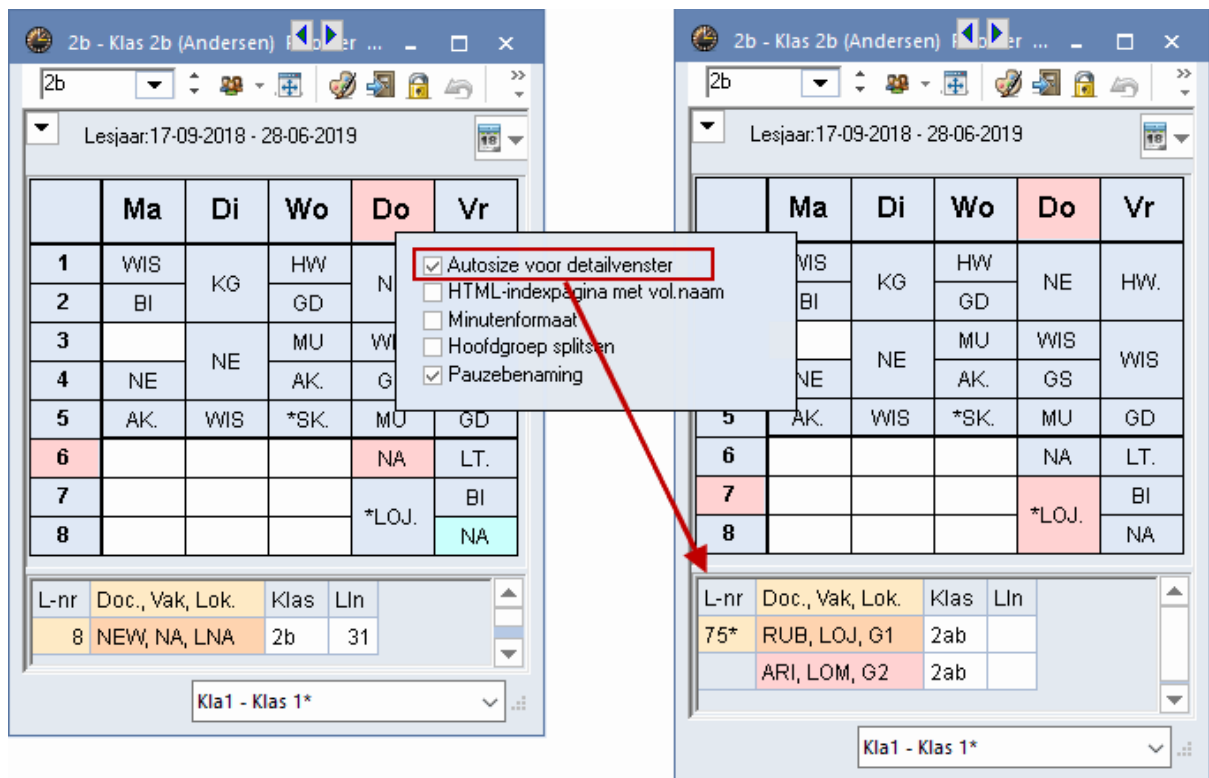 2b - Klas 2b (Andersen)
2b
Lesjaar:17-09-2018 - 28-06-2019
18
Ma Di Wo Do Vr
1 WIS KG HW
2 BI GD
3 NE MU
4 NE AK. G
5 AK. WIS *SK. MU GD
6 NA LT.
7 *LOJ. BI
8 NA
L-nr Doc., Vak, Lok. Klas Lln
8 NEW, NA, LNA 2b 31
Kla1 - Klas 1*
Autosize voor detailvenster
HTML-indexpagina met vol.naam
Minutenformaat
Hoofdgroep splitsen
Pauzebenaming
2b - Klas 2b (Andersen)
2b
Lesjaar:17-09-2018 - 28-06-2019
18
Ma Di Wo Do Vr
WIS KG HW NE HW.
BI GD
NE MU WIS WIS
NE AK. GS
5 AK. WIS *SK. MU GD
6 NA LT.
7 *LOJ. BI
8 NA
L-nr Doc., Vak, Lok. Klas Lln
75* RUB, LOJ, G1 2ab
ARI, LOM, G2 2ab
Kla1 - Klas 1*